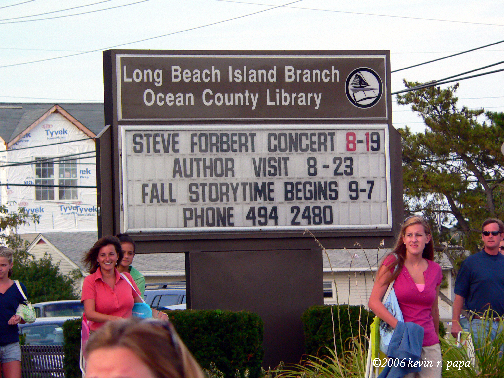 Long Beach Island Branch
Ocean County Library
STEVE FORBERT CONCERT 8-19
AUTHOR VISIT 8-23
FALL STORYTIME BEGINS 9-7
PHONE 494 2480
Tyvek
Tyvek
Tyvek
Tyvek
©2006 kevin r. papa